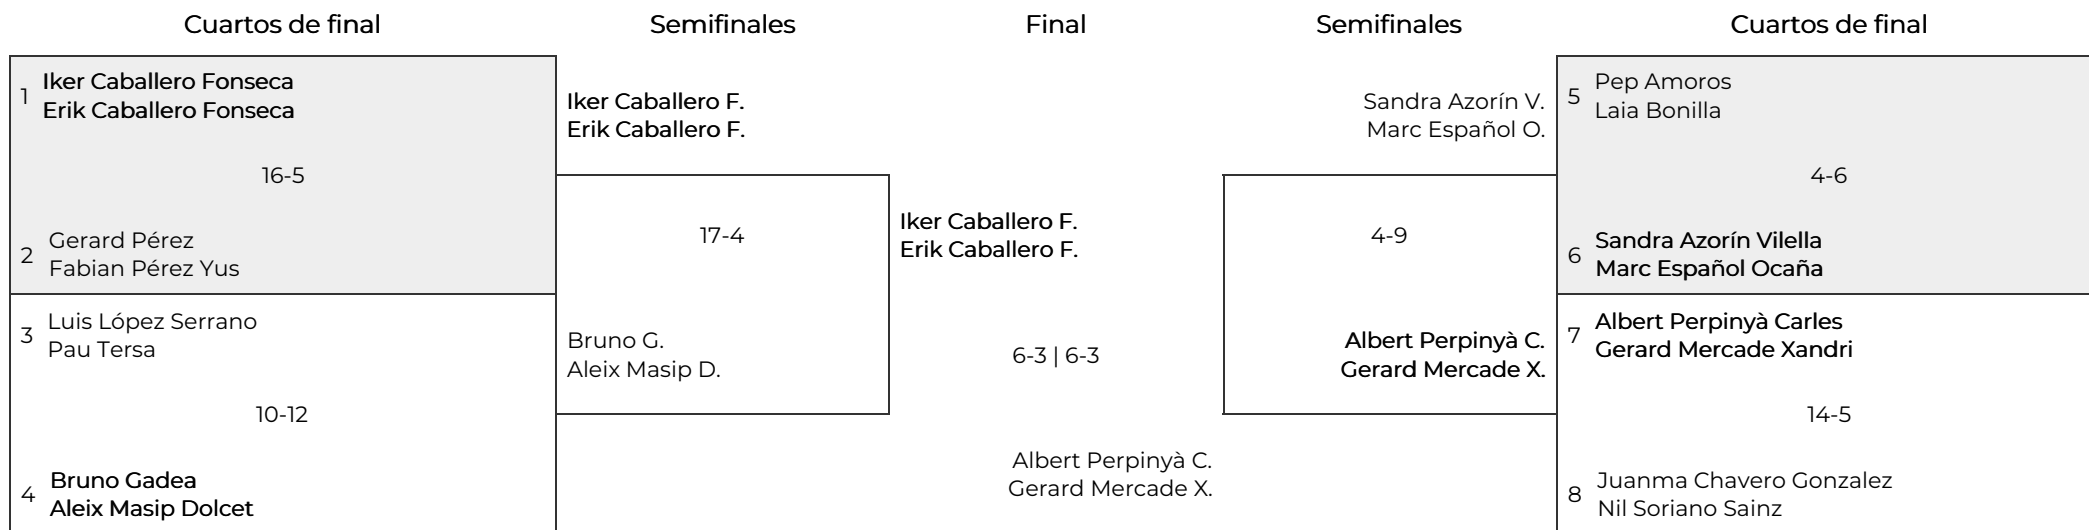 Cuartos de final
Semifinales
Final
Semifinales
Cuartos de final
1
Iker Caballero Fonseca
Erik Caballero Fonseca
16-5
2
Gerard Pérez
Fabian Pérez Yus
3
Luis López Serrano
Pau Tersa
10-12
4
Bruno Gadea
Aleix Masip Dolcet
Iker Caballero F.
Erik Caballero F.
17-4
Bruno G.
Aleix Masip D.
Iker Caballero F.
Erik Caballero F.
6-3 | 6-3
Albert Perpinyà C.
Gerard Mercade X.
Sandra Azorín V.
Marc Español O.
4-9
Albert Perpinyà C.
Gerard Mercade X.
5
Pep Amoros
Laia Bonilla
4-6
6
Sandra Azorín Vilella
Marc Español Ocaña
7
Albert Perpinyà Carles
Gerard Mercade Xandri
14-5
8
Juanma Chavero Gonzalez
Nil Soriano Sainz